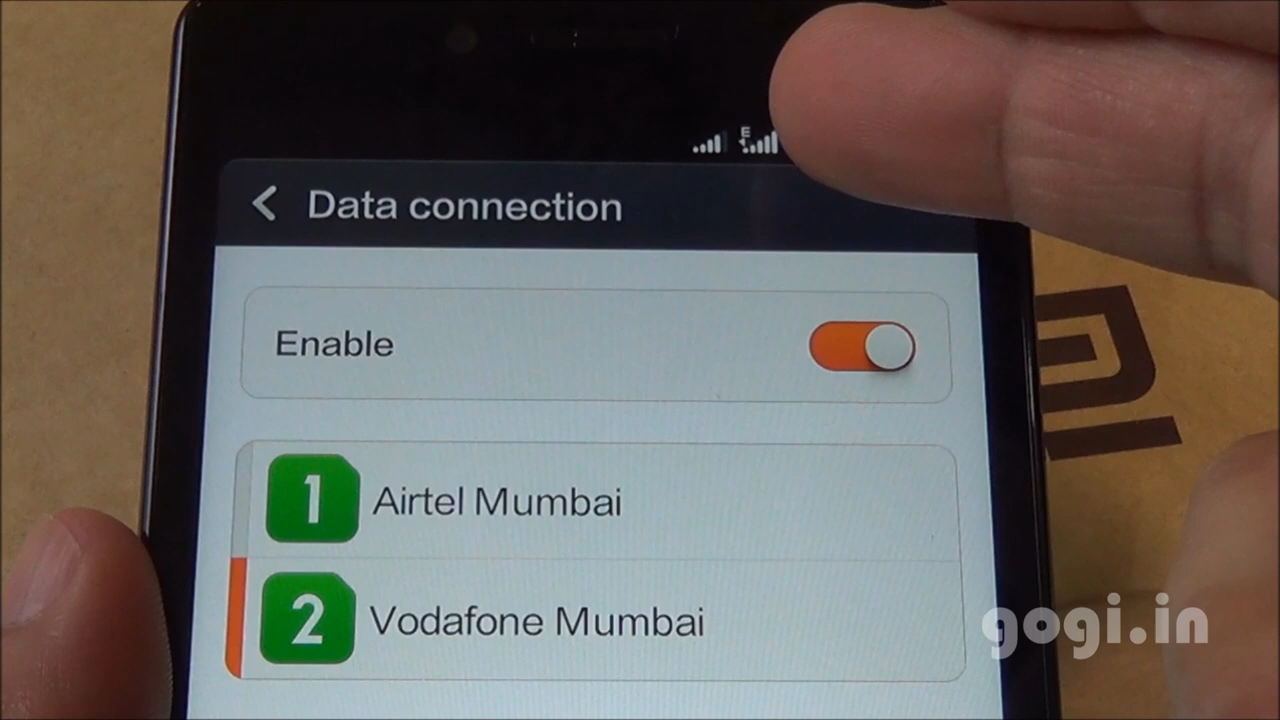 E
Data connection
Enable
1 Airtel Mumbai
2 Vodafone Mumbai
gogi.in